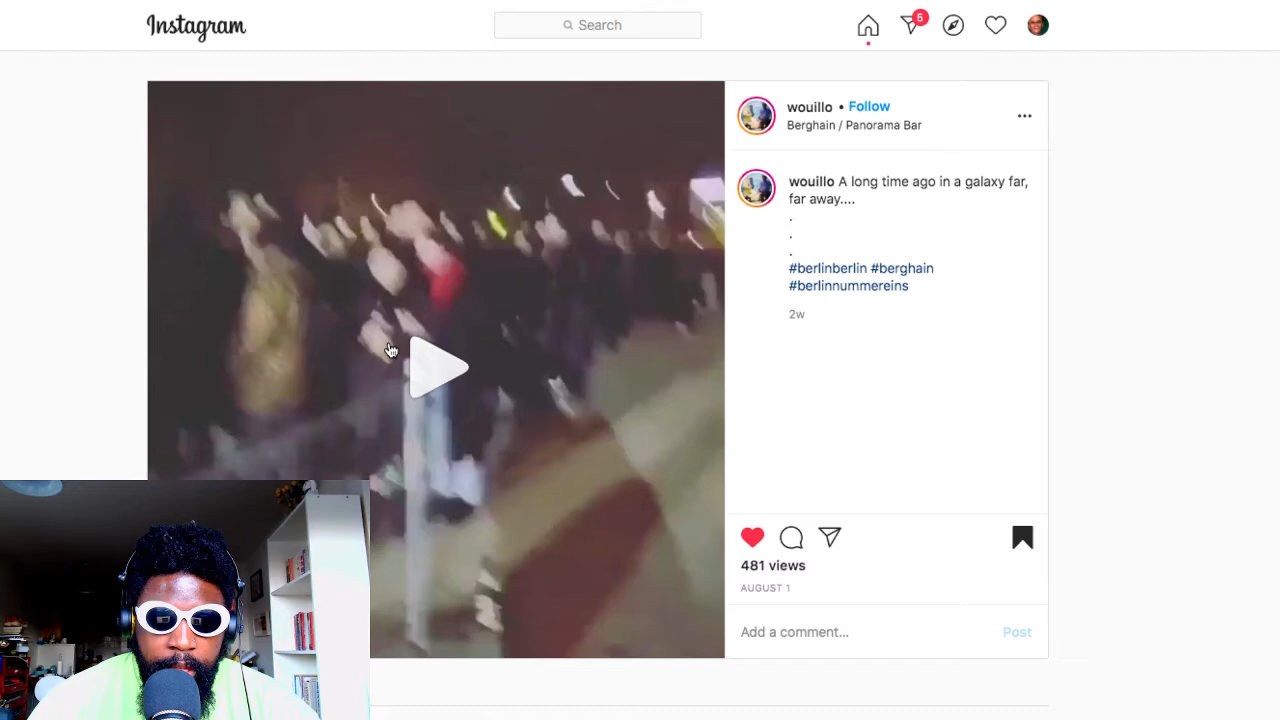 Instagram
Search
5
wouillo • Follow
Berghain / Panorama Bar
wouillo A long time ago in a galaxy far,
far away....
.
.
.
#berlinberlin #berghain
#berlinnummereins
2w
481 views
AUGUST 1
Add a comment...
Post